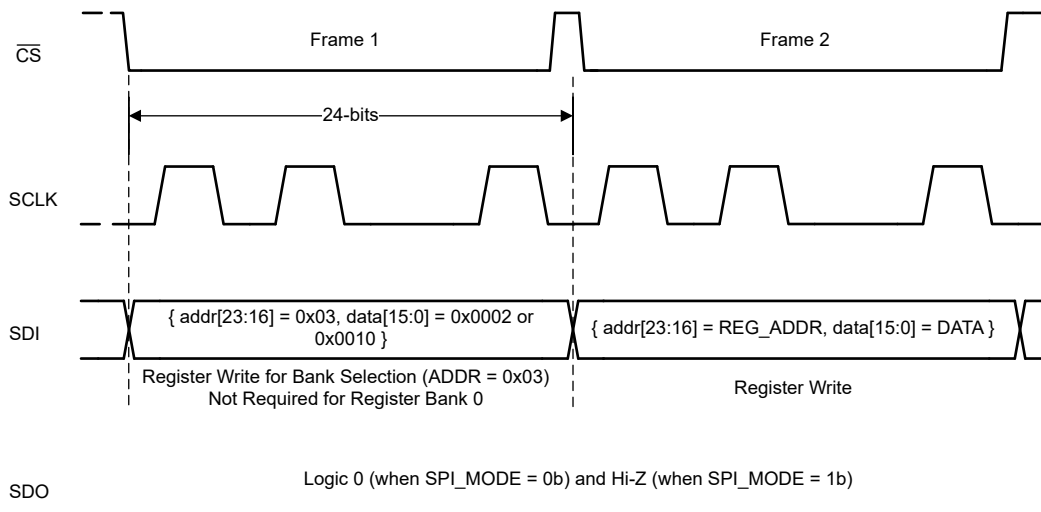 Frame 1
Frame 2
CS
24-bits
SCLK
SDI
{ addr[23:16] = 0x03, data[15:0] = 0x0002 or
0x0010 }
{ addr[23:16] = REG_ADDR, data[15:0] = DATA }
Register Write for Bank Selection (ADDR = 0x03)
Not Required for Register Bank 0
Register Write
SDO
Logic 0 (when SPI_MODE = 0b) and Hi-Z (when SPI_MODE = 1b)